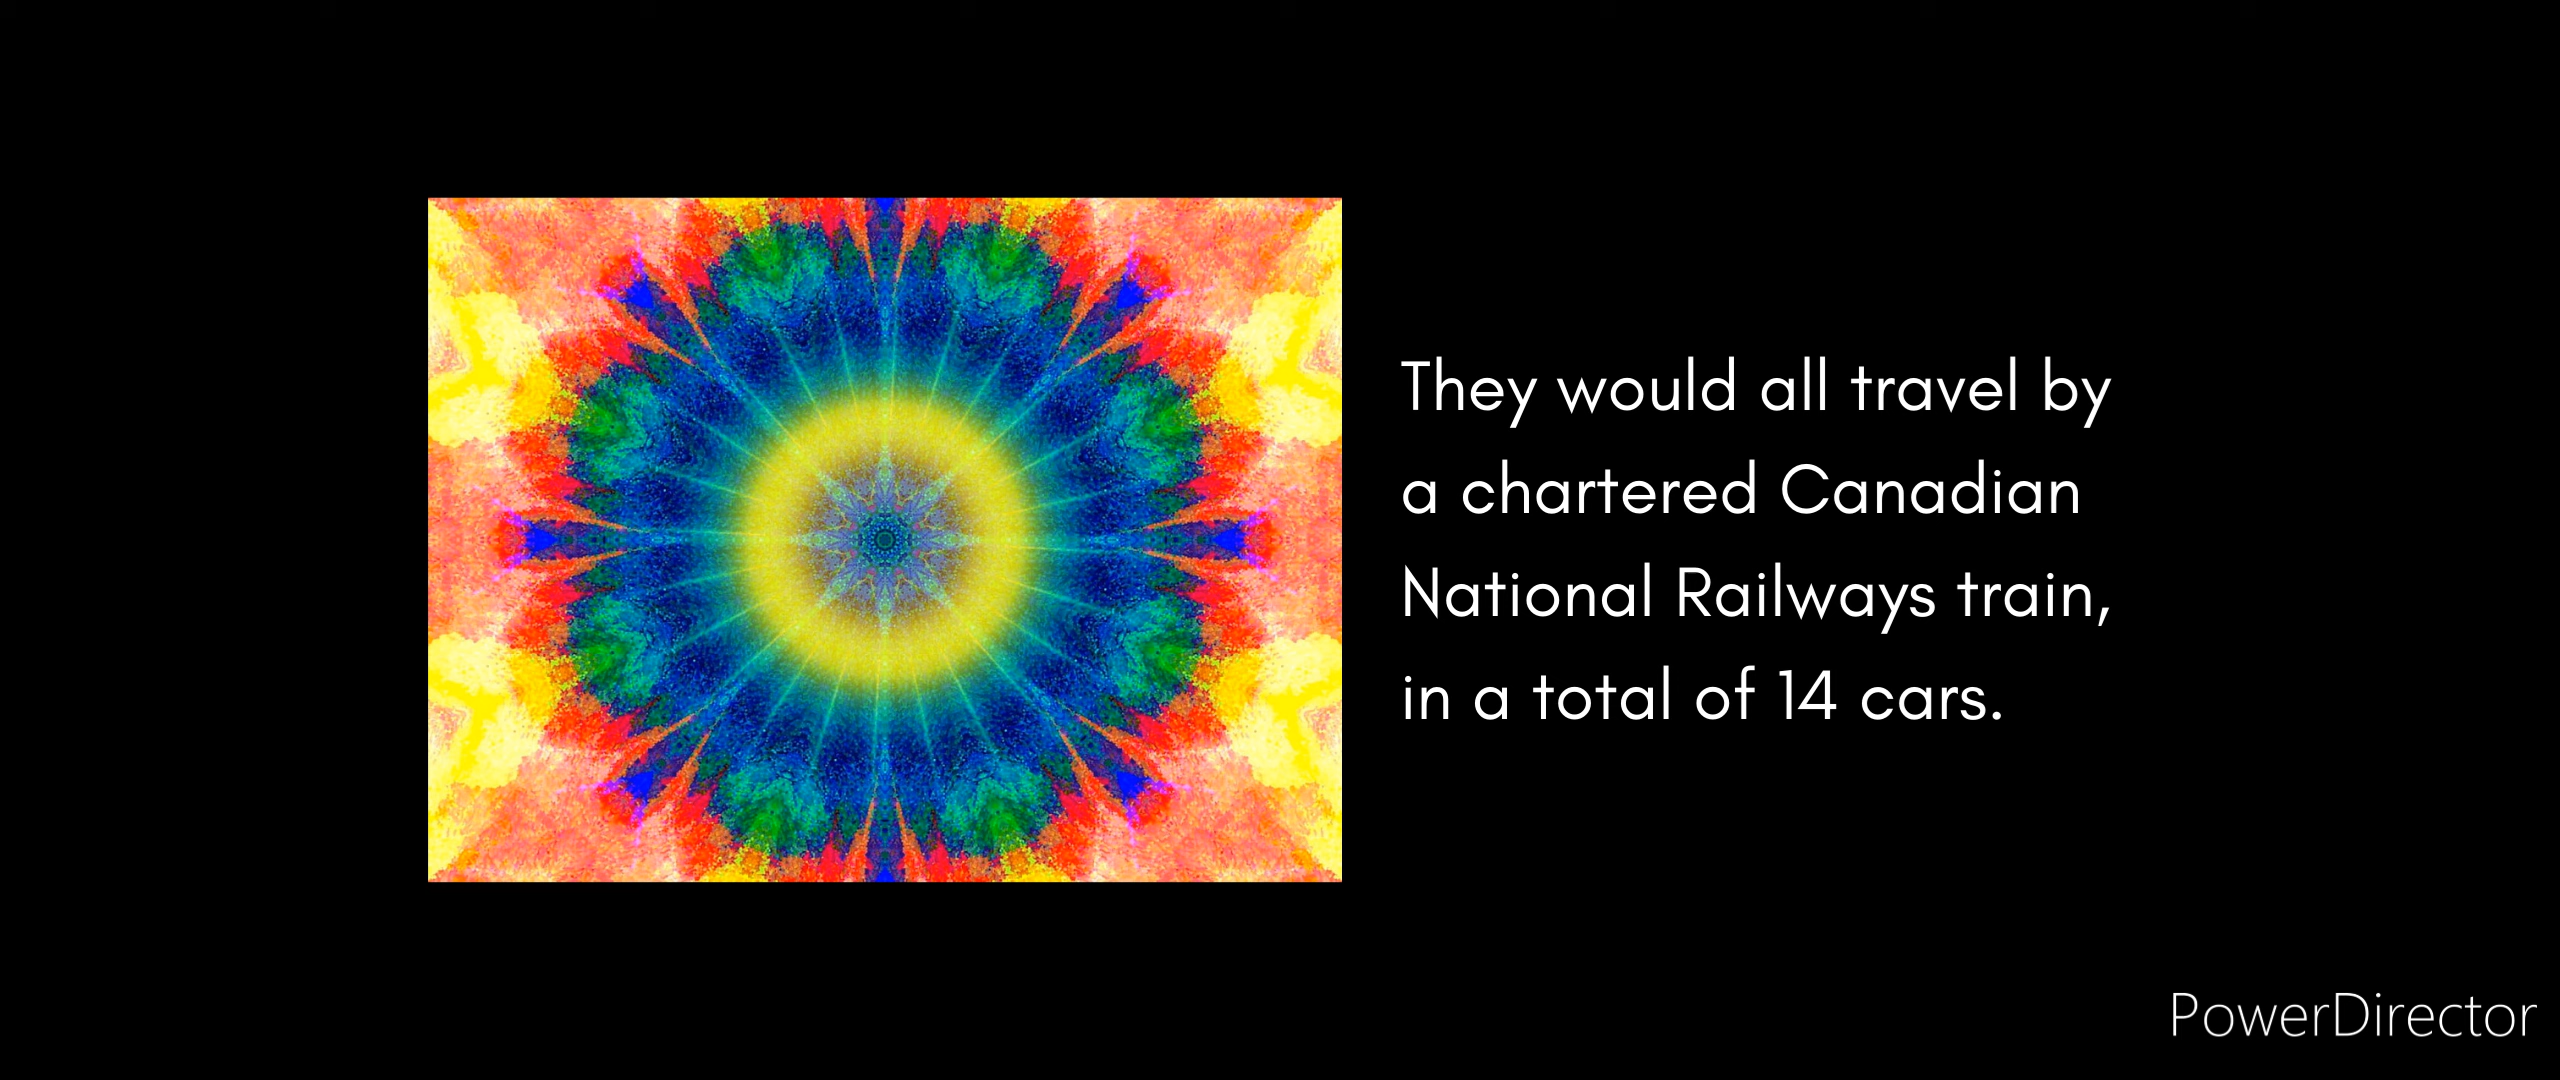 They would all travel by
a chartered Canadian
National Railways train,
in a total of 14 cars.
PowerDirector